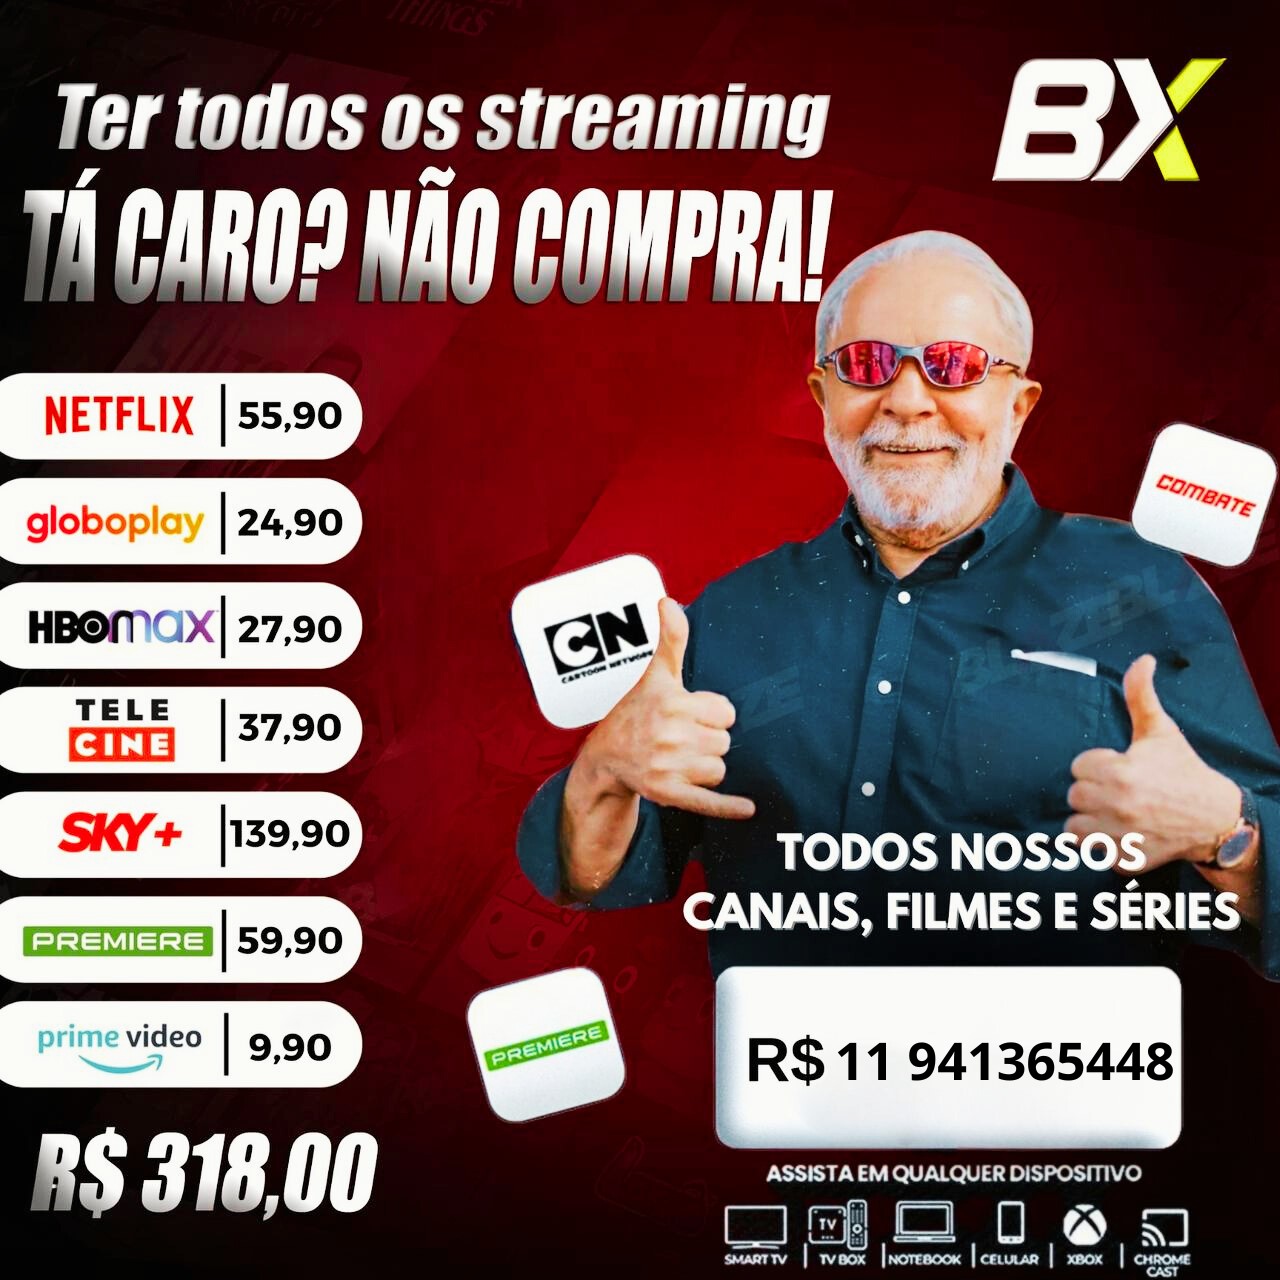 THINGS
BX
Ter todos os streaming
TÁ CARO? NÃO COMPRA!
NETFLIX 55,90
globoplay 24,90
HBOmax 27,90
TELE
CINE 37,90
SKY+ 139,90
PREMIERE 59,90
prime video 9,90
R$ 318,00
COMBATE
CN
CARTOON NETWORK
PREMIERE
TODOS NOSSOS
CANAIS, FILMES E SÉRIES
R$ 11 941365448
ASSISTA EM QUALQUER DISPOSITIVO
TV
SMART TV | TV BOX | NOTEBOOK | CELULAR | XBOX | CHROME
CAST